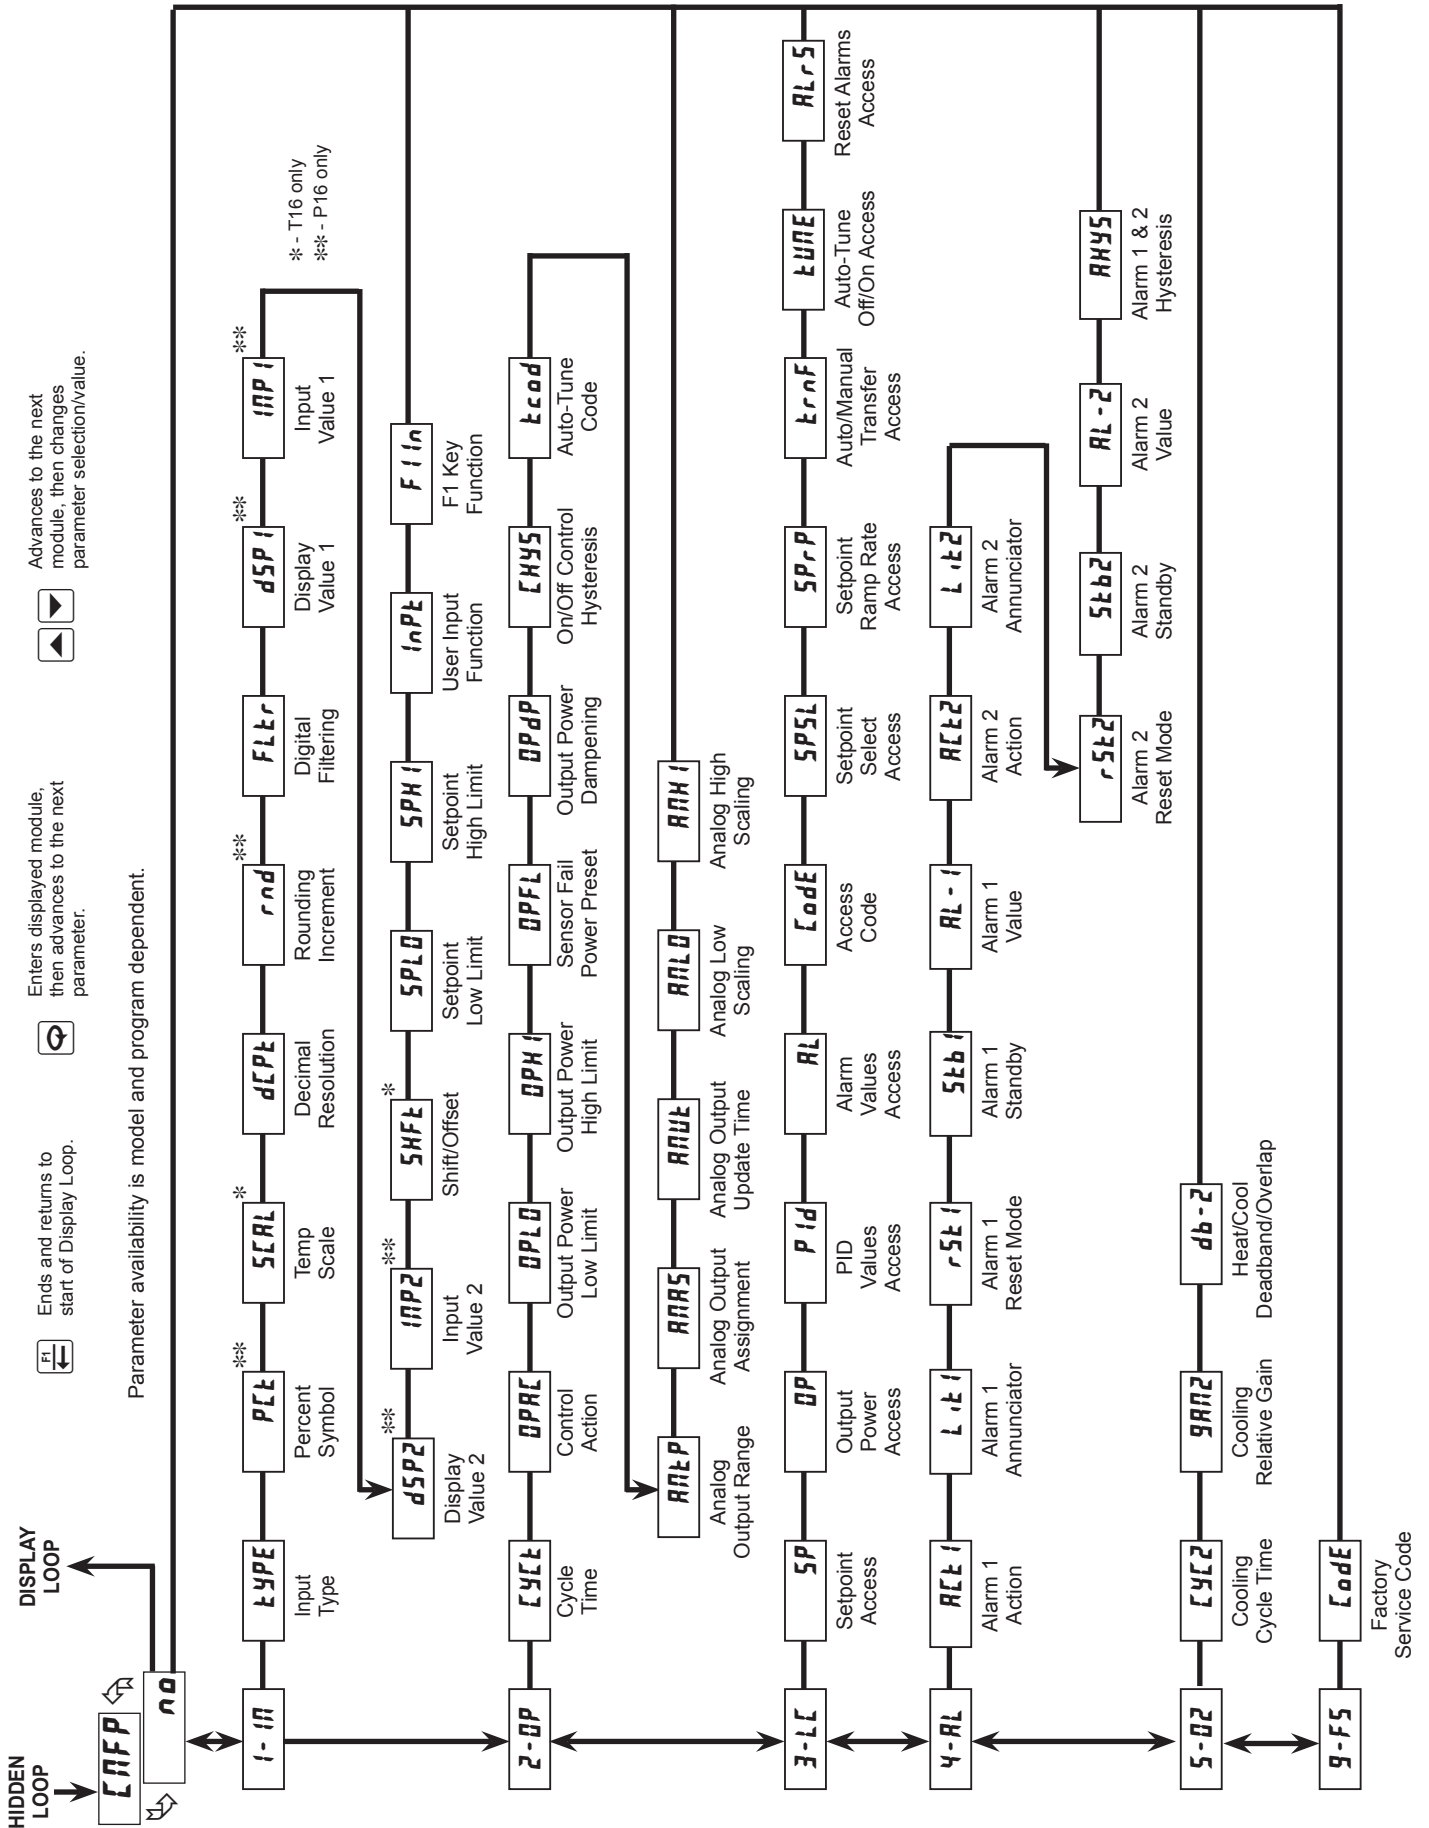 HIDDEN
LOOP
DISPLAY
LOOP
F1
Ends and returns to
start of Display Loop.
Enters displayed module,
then advances to the next
parameter.
Advances to the next
module, then changes
parameter selection/value.
Parameter availability is model and program dependent.
CNFP
no
* - T16 only
** - P16 only
1-IN
tYPE
Input
Type
PCt
**
Percent
Symbol
SCAL
*
Temp
Scale
dCPt
Decimal
Resolution
rnd
**
Rounding
Increment
FLtr
Digital
Filtering
dSP1
**
Display
Value 1
INP1
**
Input
Value 1
dSP2
**
Display
Value 2
INP2
**
Input
Value 2
SHFt
*
Shift/Offset
SPLO
Setpoint
Low Limit
SPHI
Setpoint
High Limit
InPt
User Input
Function
F1In
F1 Key
Function
2-OP
CYCt
Cycle
Time
OPAC
Control
Action
OPLO
Output Power
Low Limit
OPHI
Output Power
High Limit
OPFL
Sensor Fail
Power Preset
OPdP
Output Power
Dampening
CHYS
On/Off Control
Hysteresis
tcod
Auto-Tune
Code
ANtP
Analog
Output Range
ANAS
Analog Output
Assignment
ANUt
Analog Output
Update Time
ANLO
Analog Low
Scaling
ANHI
Analog High
Scaling
3-LC
SP
Setpoint
Access
OP
Output
Power
Access
PId
PID
Values
Access
AL
Alarm
Values
Access
CodE
Access
Code
SPSL
Setpoint
Select
Access
SPrP
Setpoint
Ramp Rate
Access
trnF
Auto/Manual
Transfer
Access
tUNE
Auto-Tune
Off/On Access
ALrS
Reset Alarms
Access
4-AL
ACt1
Alarm 1
Action
Lit1
Alarm 1
Annunciator
rSt1
Alarm 1
Reset Mode
Stb1
Alarm 1
Standby
AL-1
Alarm 1
Value
ACt2
Alarm 2
Action
Lit2
Alarm 2
Annunciator
rSt2
Alarm 2
Reset Mode
Stb2
Alarm 2
Standby
AL-2
Alarm 2
Value
AHYS
Alarm 1 & 2
Hysteresis
5-O2
CYC2
Cooling
Cycle Time
gAN2
Cooling
Relative Gain
db-2
Heat/Cool
Deadband/Overlap
9-FS
CodE
Factory
Service Code